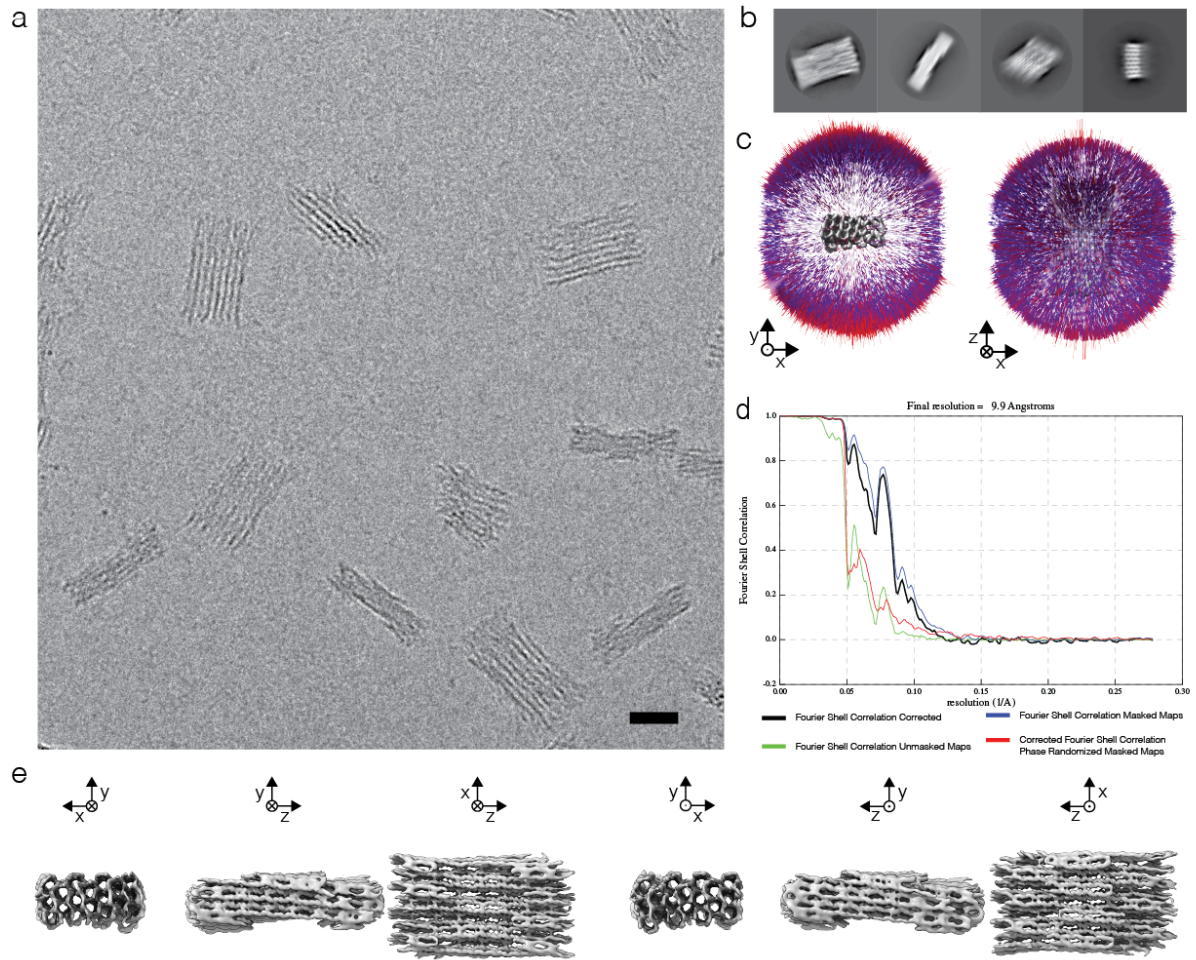 a
b
c
y
x
z
x
d
Final resolution = 9.9 Angstroms
1.0
0.8
0.6
0.4
0.2
0.0
-0.2
Fourier Shell Correlation
0.00
0.05
0.10
0.15
0.20
0.25
0.30
resolution (1/A)
Fourier Shell Correlation Corrected
Fourier Shell Correlation Masked Maps
Fourier Shell Correlation Unmasked Maps
Corrected Fourier Shell Correlation
Phase Randomized Masked Maps
e
y
x
y
z
x
z
y
x
y
z
x
z